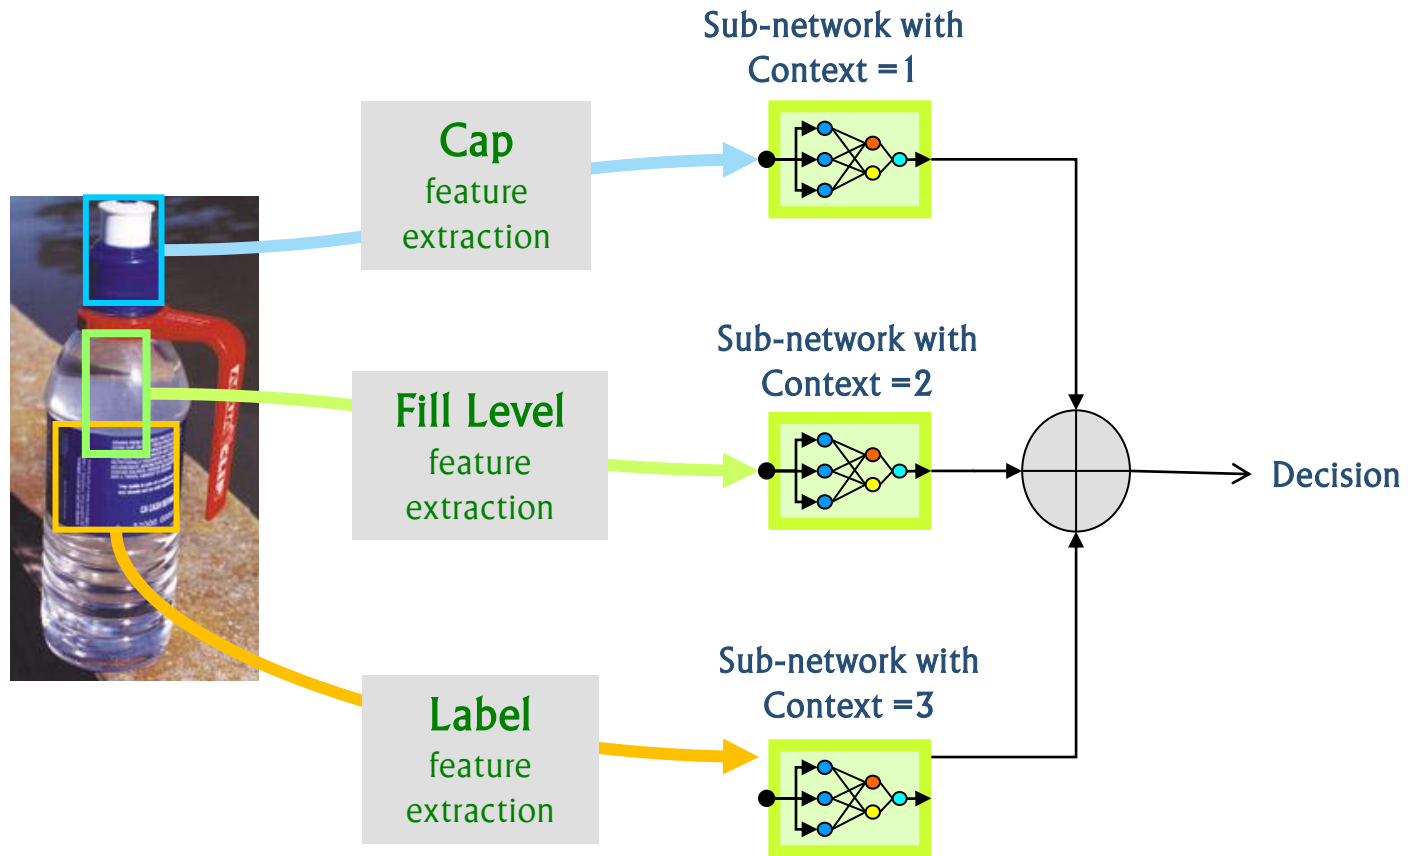 Sub-network with
Context =1
Cap
feature
extraction
Sub-network with
Context =2
Fill Level
feature
extraction
Sub-network with
Context =3
Label
feature
extraction
Decision